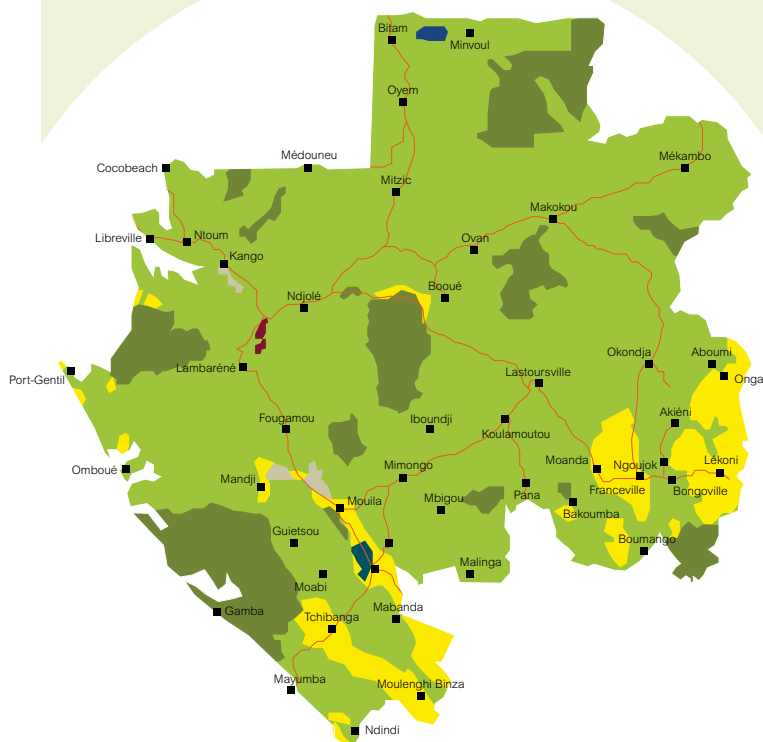 Bitam
Minvoul
Oyem
Cocobeach
Médouneu
Mékambo
Mitzic
Makokou
Libreville
Ntoum
Ovan
Kango
Booué
Ndjolé
Okondja
Aboumi
Lambaréné
Lastoursville
Port-Gentil
Onga
Fougamou
Iboundji
Akiéni
Koulamoutou
Omboué
Mandji
Mimongo
Moanda
Ngoujok
Lékoni
Pana
Franceville
Bongoville
Mouila
Mbigou
Bakoumba
Guietsou
Boumango
Malinga
Moabi
Gamba
Mabanda
Tchibanga
Mayumba
Moulenghi Binza
Ndindi